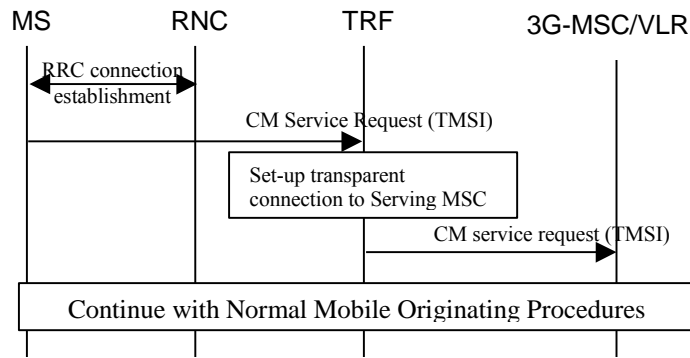 MS RNC TRF 3G-MSC/VLR
RRC connection
establishment
CM Service Request (TMSI)
Set-up transparent
connection to Serving MSC
CM service request (TMSI)
Continue with Normal Mobile Originating Procedures